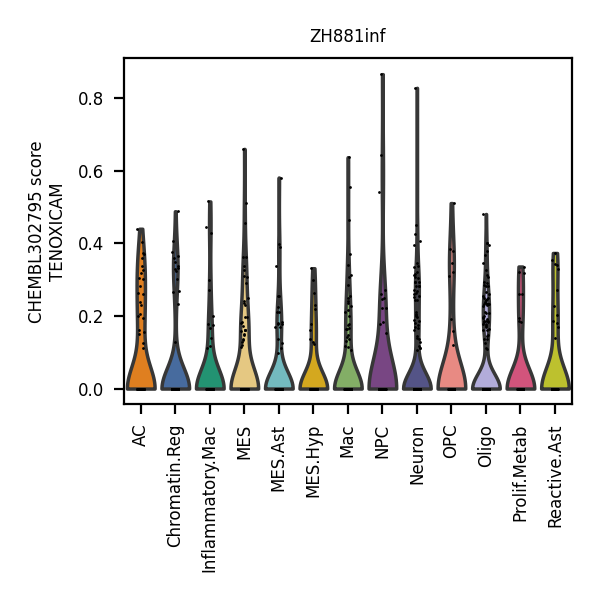 ZH881inf
CHEMBL302795 score
TENOXICAM
0.8
0.6
0.4
0.2
0.0
AC
Chromatin.Reg
Inflammatory.Mac
MES
MES.Ast
MES.Hyp
Mac
NPC
Neuron
OPC
Oligo
Prolif.Metab
Reactive.Ast